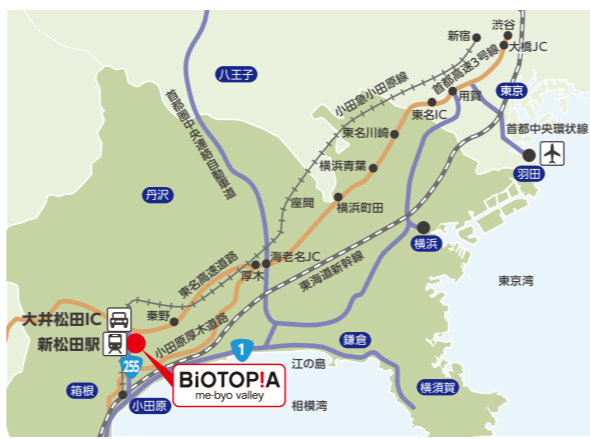 渋谷
新宿
大橋JC
首都高速3号線
八王子
小田急小田原線
用賀
東京
東名IC
首都圏中央連絡自動車道
東名川崎
首都中央環状線
羽田
横浜青葉
丹沢
座間
横浜町田
横浜
海老名JC
厚木
東海道新幹線
東名高速道路
東京湾
大井松田IC
秦野
小田原厚木道路
新松田駅
1
鎌倉
255
江の島
箱根
BiOTOP!A
me-byo valley
横須賀
小田原
相模湾